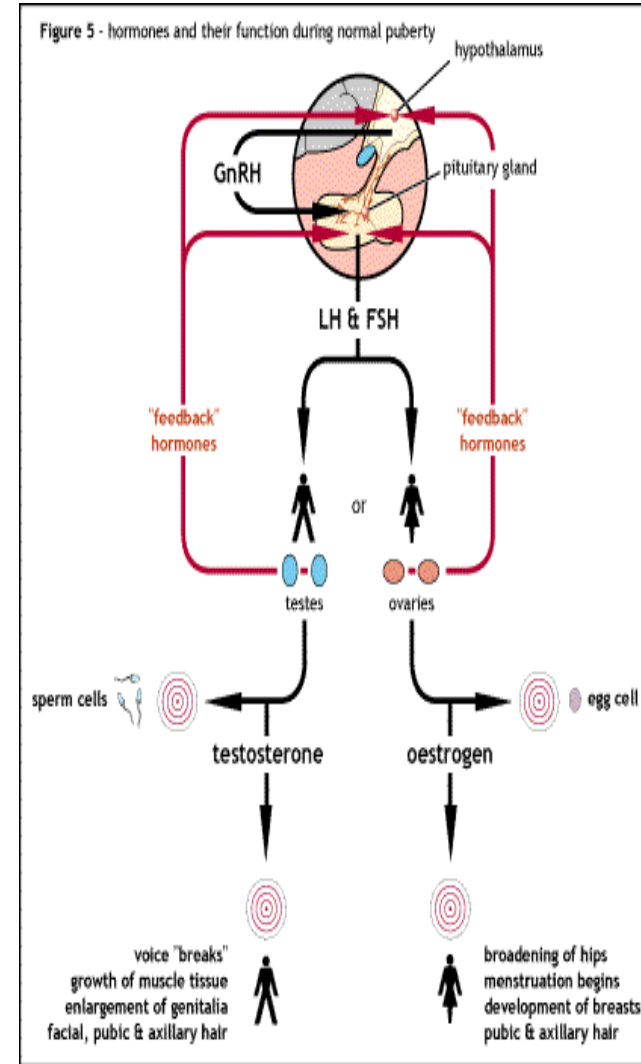 Figure 5 - hormones and their function during normal puberty
hypothalamus
GnRH
pituitary gland
LH & FSH
"feedback"
hormones
"feedback"
hormones
or
testes
ovaries
sperm cells
egg cell
testosterone
oestrogen
voice "breaks"
growth of muscle tissue
enlargement of genitalia
facial, pubic & axillary hair
broadening of hips
menstruation begins
development of breasts
pubic & axillary hair